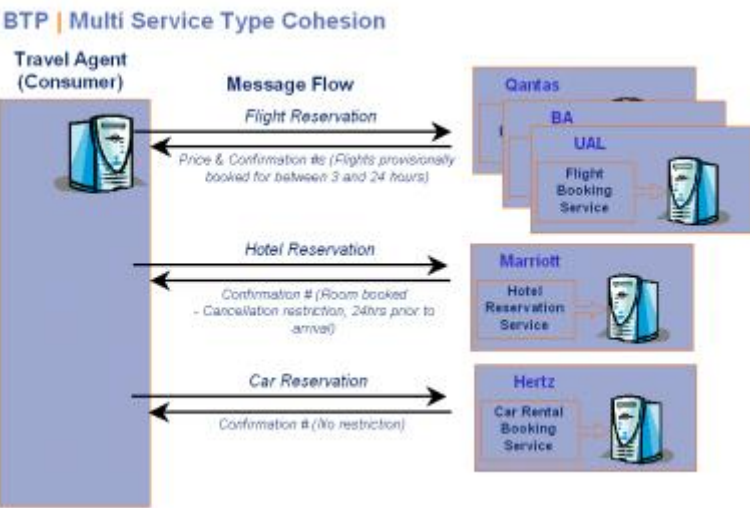 BTP | Multi Service Type Cohesion
Travel Agent
(Consumer)
Message Flow
Flight Reservation
Price & Confirmation #s (Flights provisionally
booked for between 3 and 24 hours)
Qantas
BA
UAL
Flight
Booking
Service
Hotel Reservation
Confirmation # (Room booked
- Cancellation restriction, 24hrs prior to
arrival)
Marriott
Hotel
Reservation
Service
Car Reservation
Confirmation # (No restriction)
Hertz
Car Rental
Booking
Service